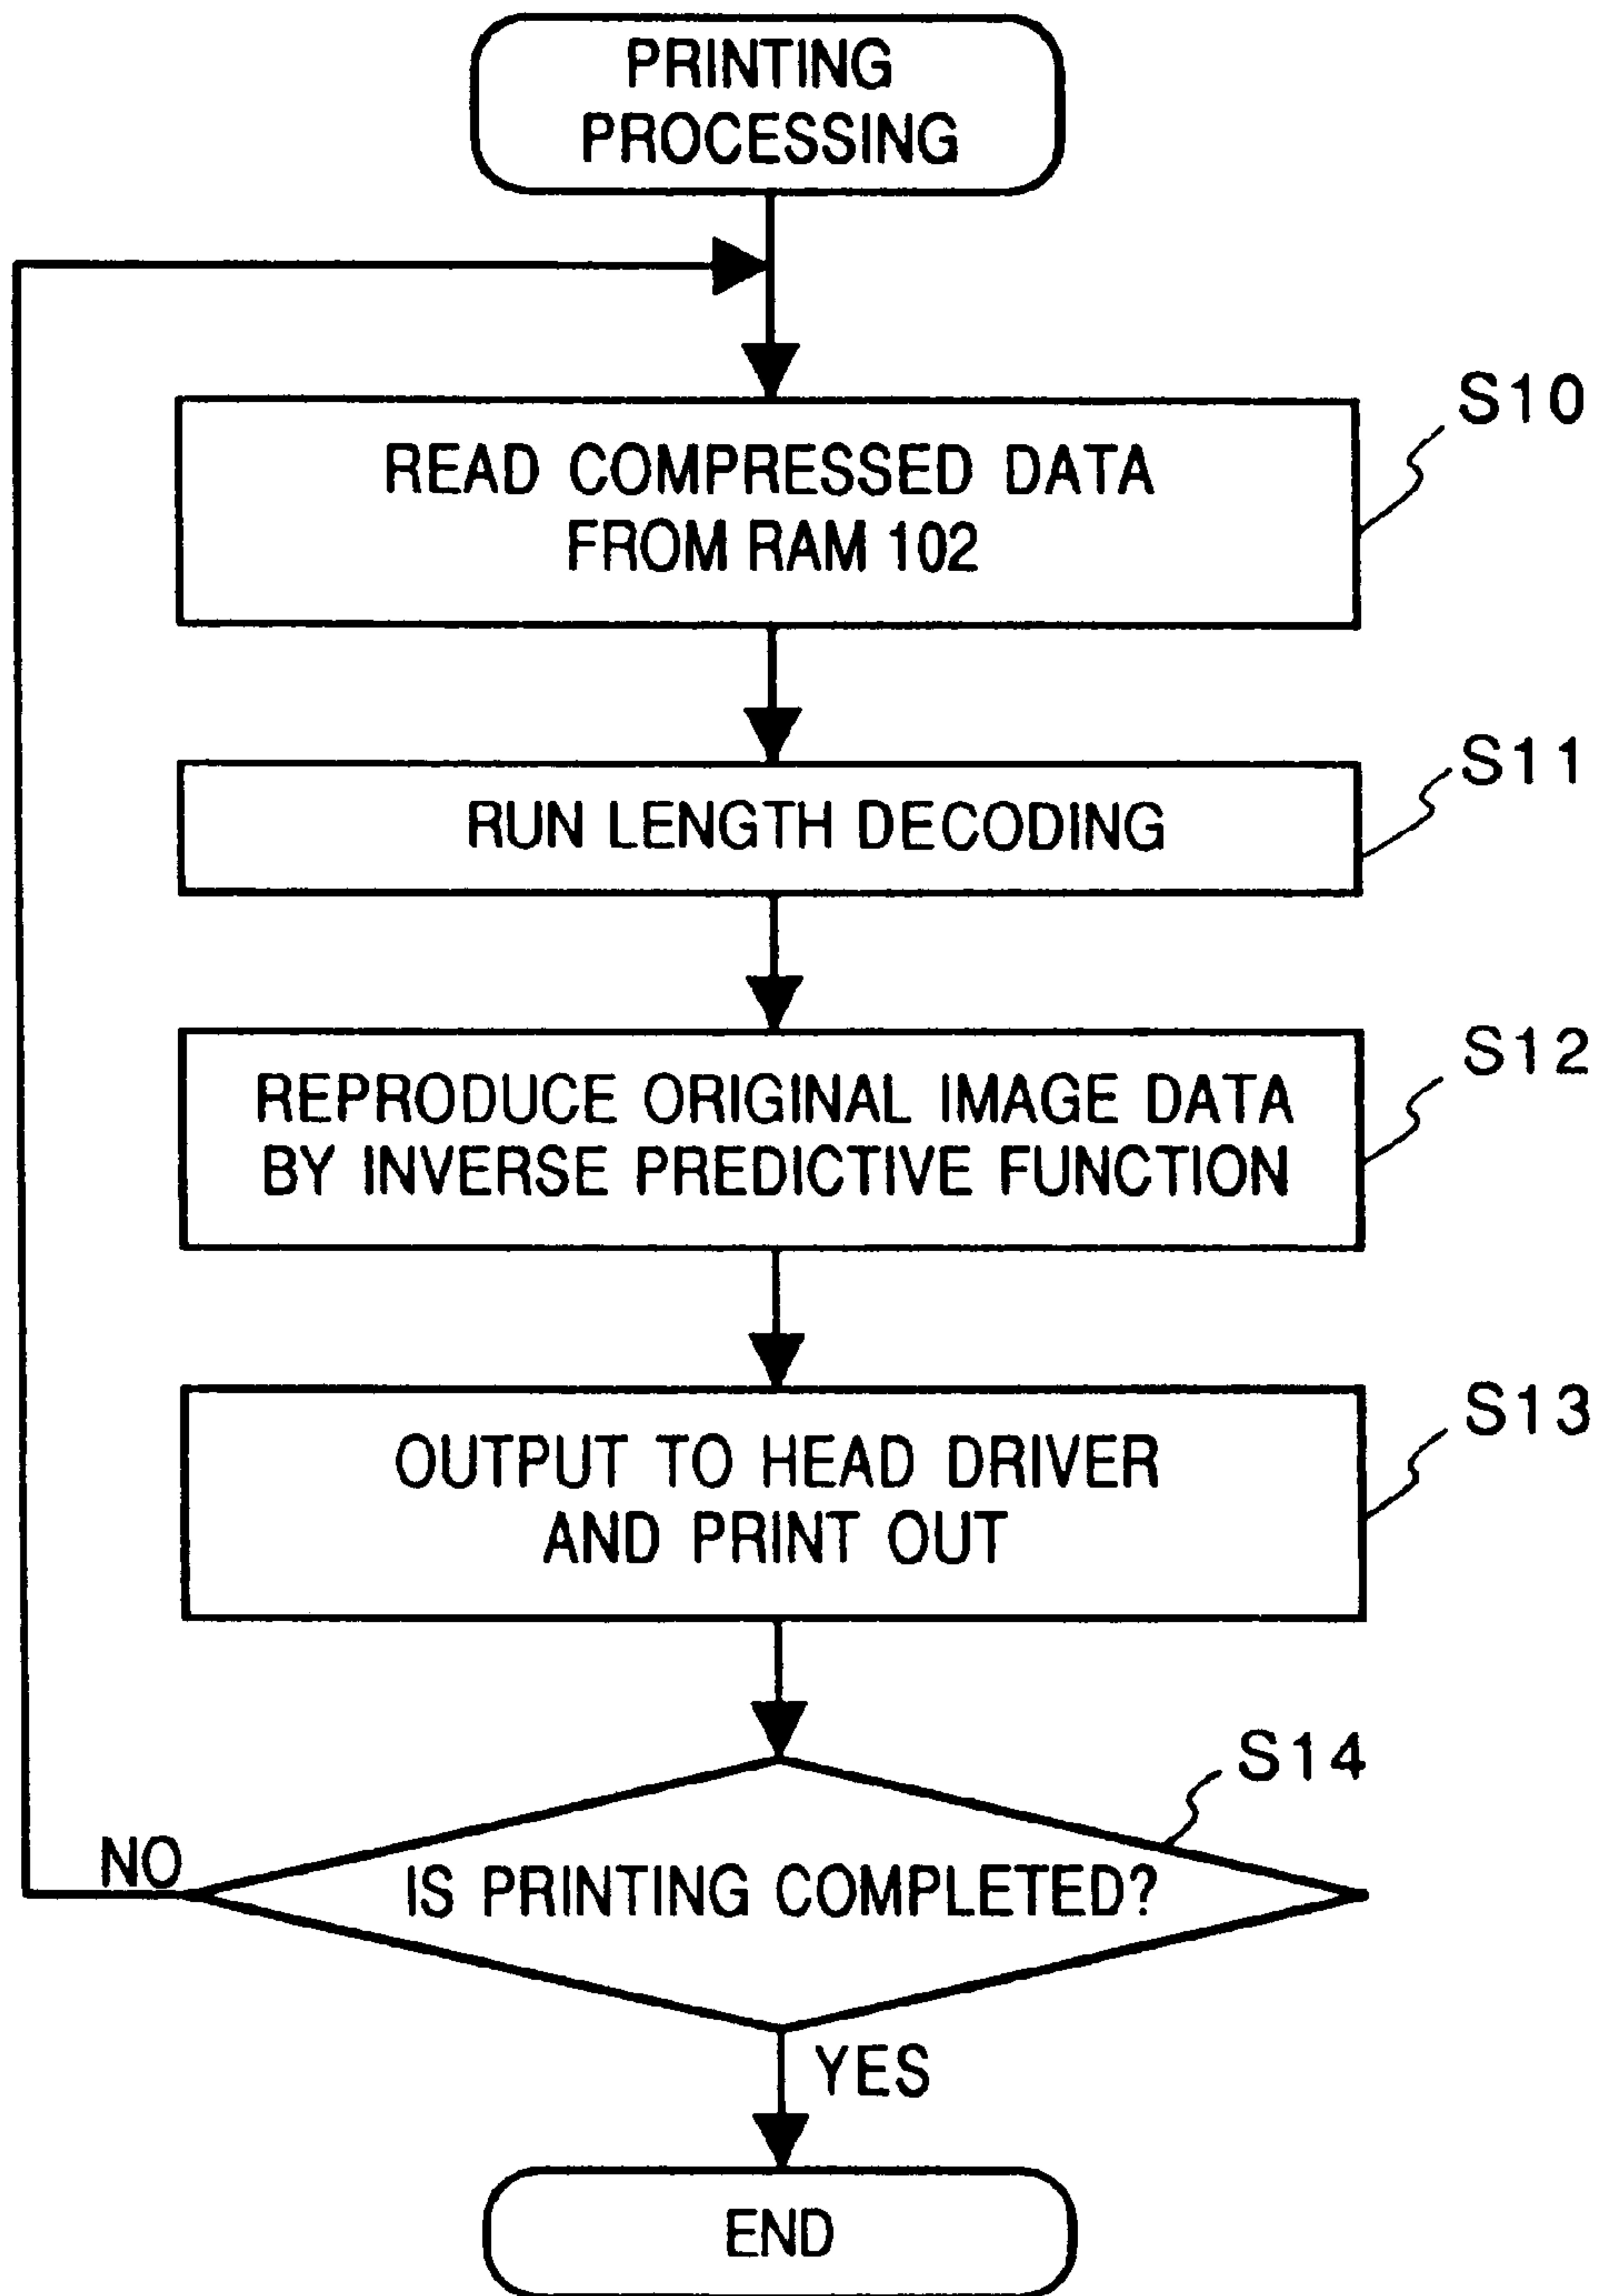 PRINTING
PROCESSING
S10
READ COMPRESSED DATA
FROM RAM 102
S11
RUN LENGTH DECODING
S12
REPRODUCE ORIGINAL IMAGE DATA
BY INVERSE PREDICTIVE FUNCTION
S13
OUTPUT TO HEAD DRIVER
AND PRINT OUT
S14
NO
IS PRINTING COMPLETED?
YES
END